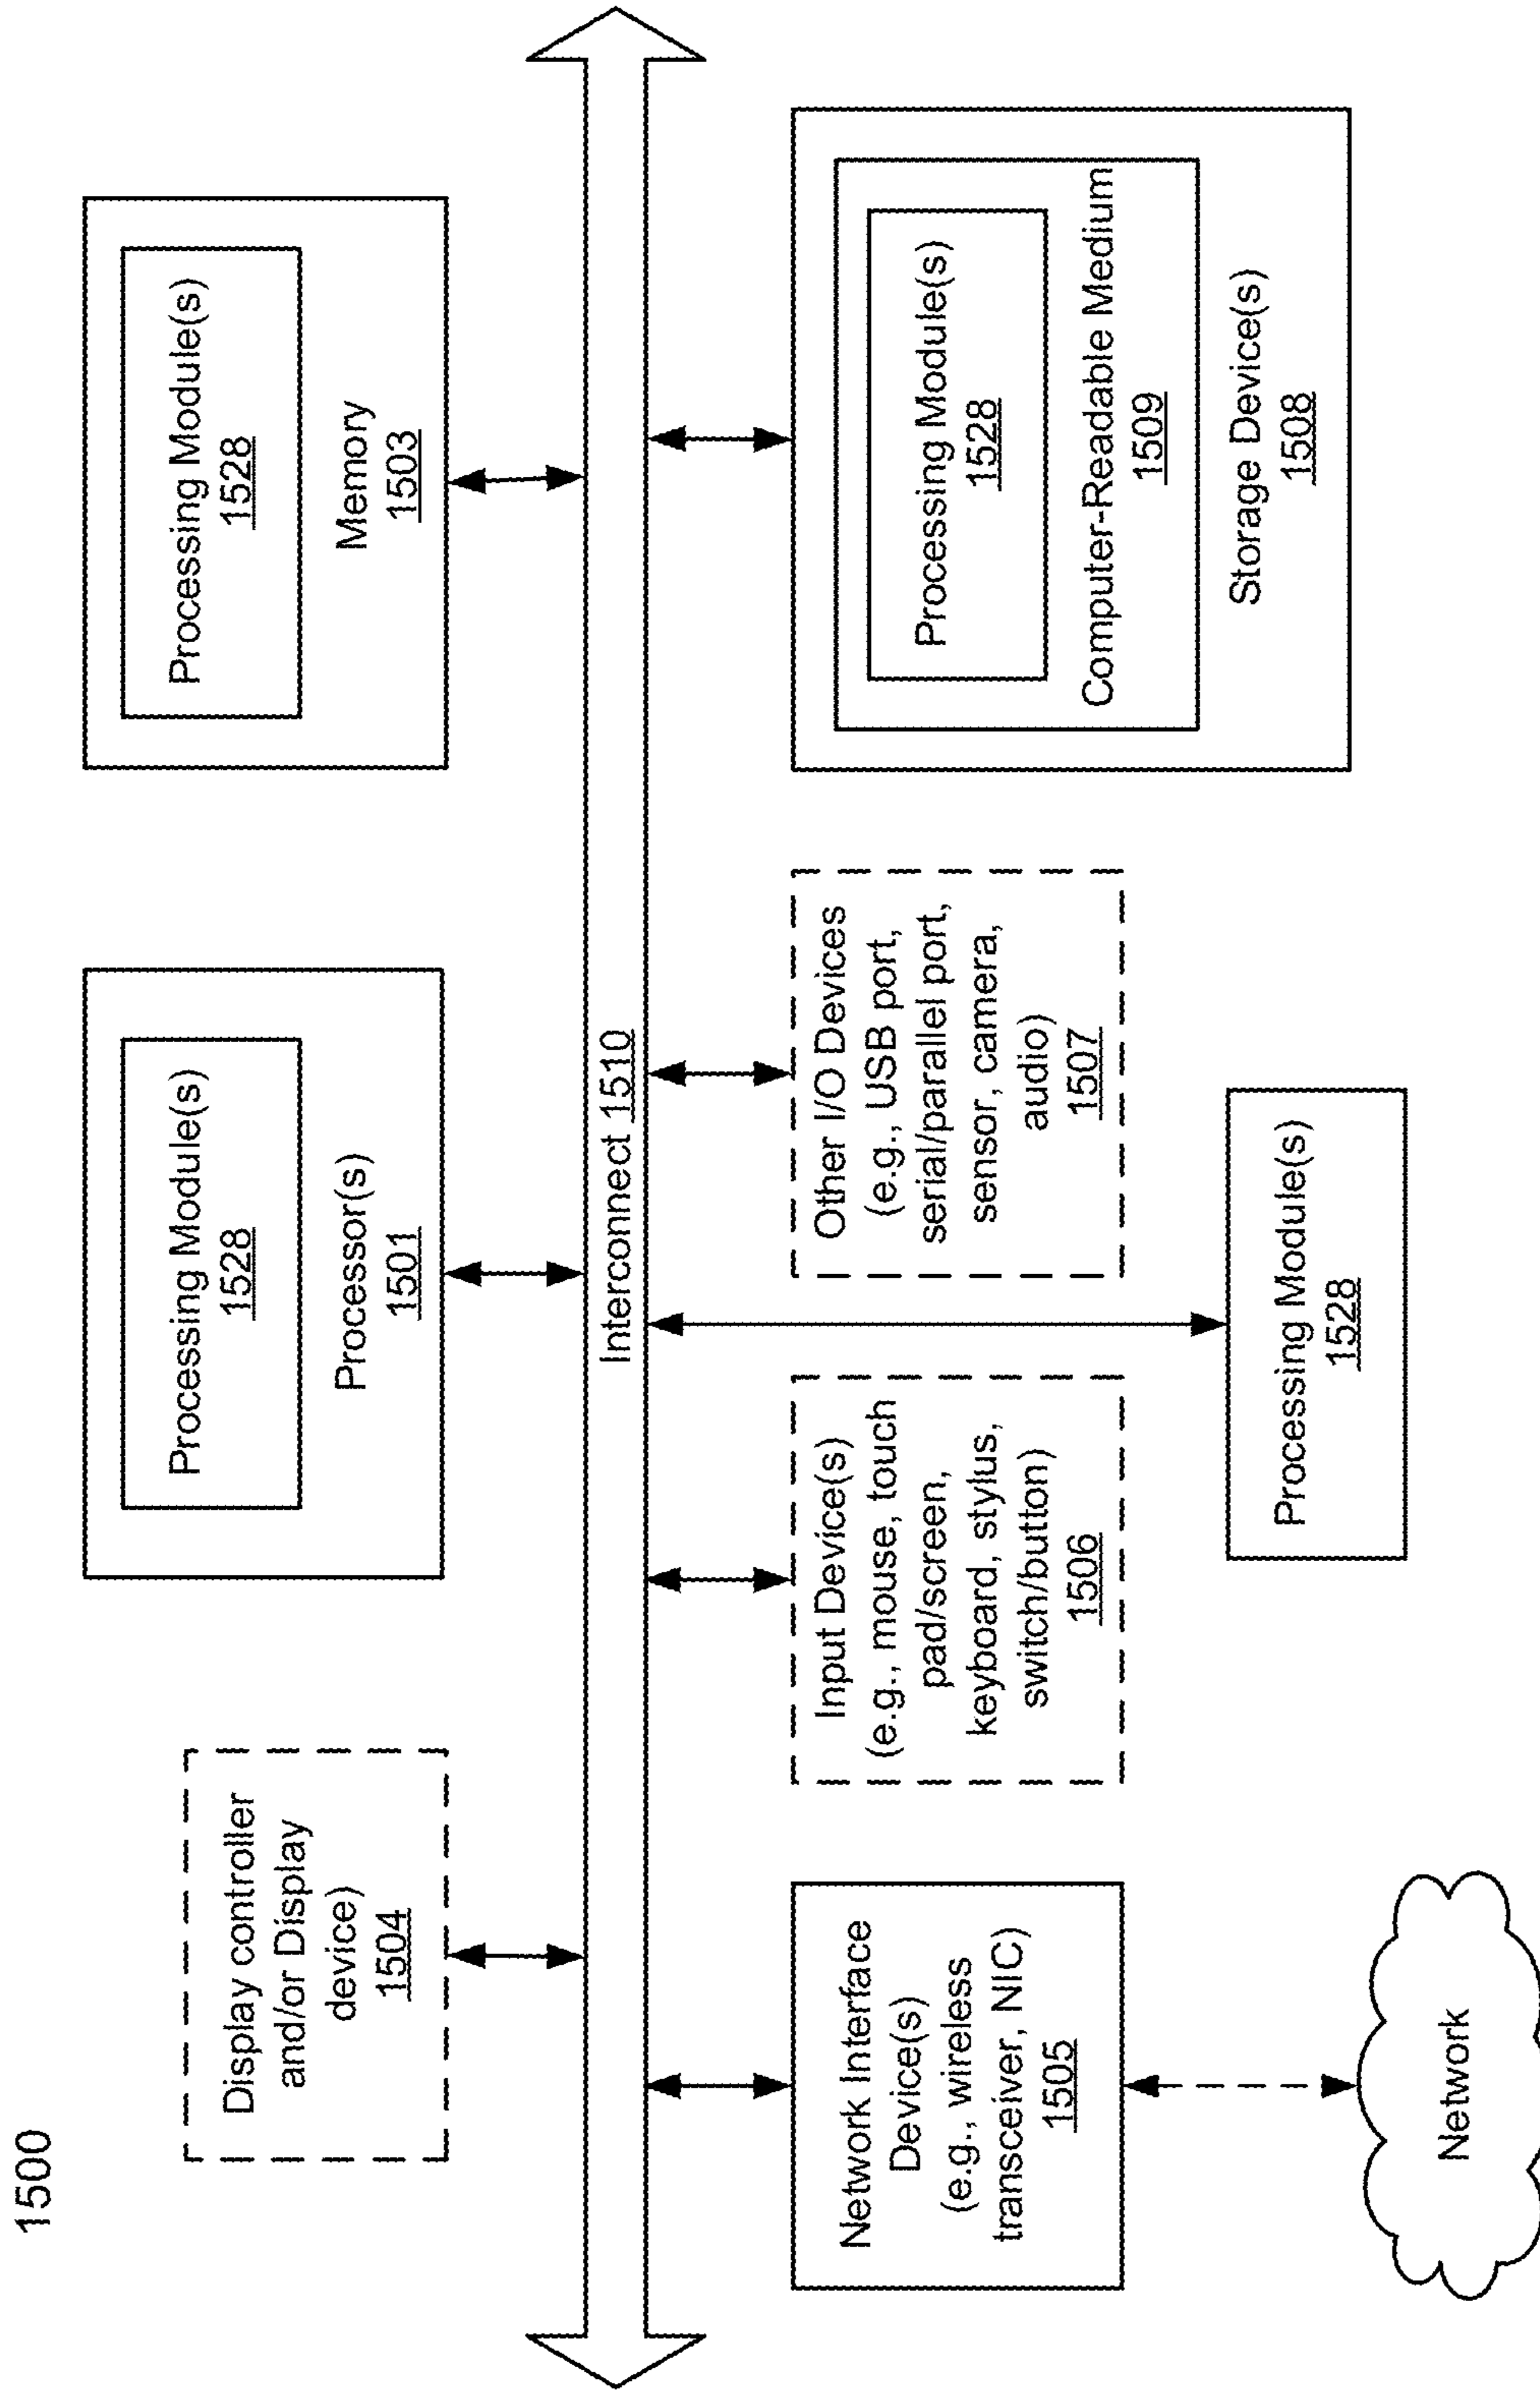 1500
Display controller
and/or Display
device)
1504
Processing Module(s)
1528
Processor(s)
1501
Processing Module(s)
1528
Memory
1503
Interconnect 1510
Network Interface
Device(s)
(e.g., wireless
transceiver, NIC)
1505
Input Device(s)
(e.g., mouse, touch
pad/screen,
keyboard, stylus,
switch/button)
1506
Other I/O Devices
(e.g., USB port,
serial/parallel port,
sensor, camera,
audio)
1507
Processing Module(s)
1528
Computer-Readable Medium
1509
Storage Device(s)
1508
Processing Module(s)
1528
Network